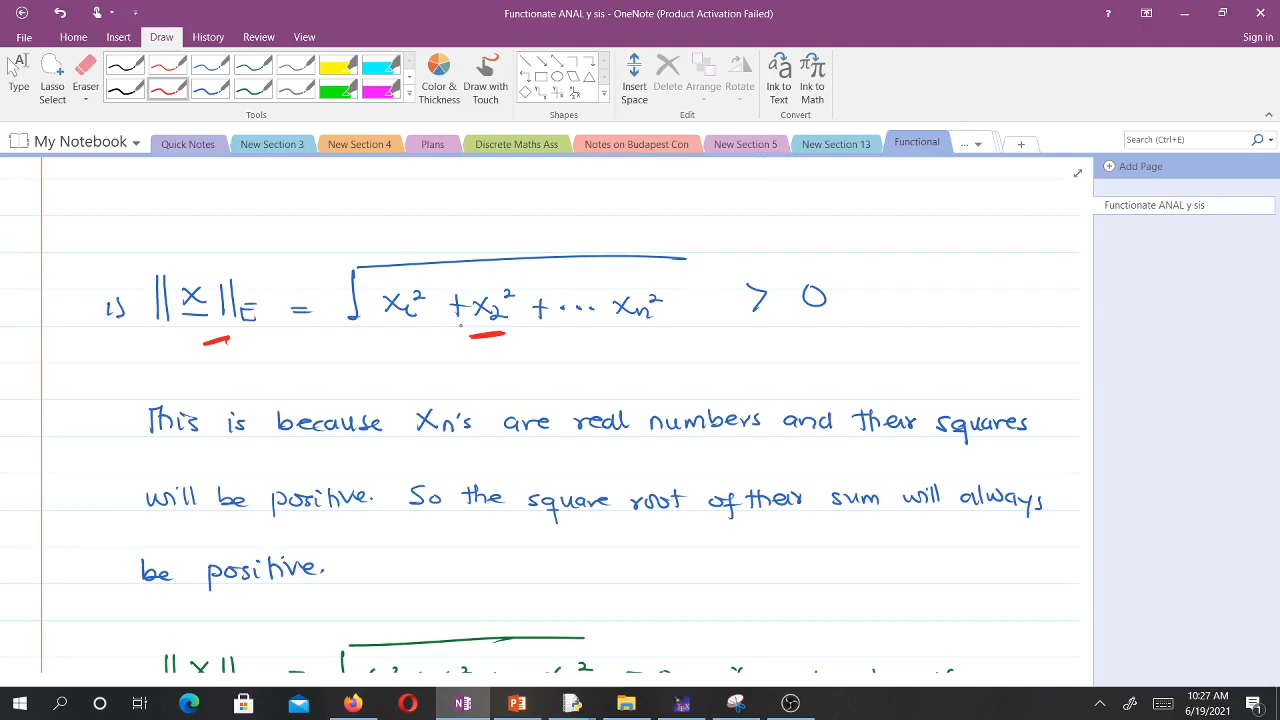 Functionate ANAL y sis - OneNote (Product Activation Failed)
File Home Insert Draw History Review View Sign in
Type Lasso Select Eraser Color & Thickness Draw with Touch Insert Space Delete Arrange Rotate Ink to Text Ink to Math
Tools Shapes Edit Convert
My Notebook Quick Notes New Section 3 New Section 4 Plans Discrete Maths Ass Notes on Budapest Con New Section 5 New Section 13 Functional ... + Search (Ctrl+E)
Add Page
Functionate ANAL y sis
is ||x||E = √(xi² + x2² + ... xn²) > 0
This is because xn's are real numbers and their squares
will be positive. So the square root of their sum will always
be positive.
||x||
10:27 AM
6/19/2021